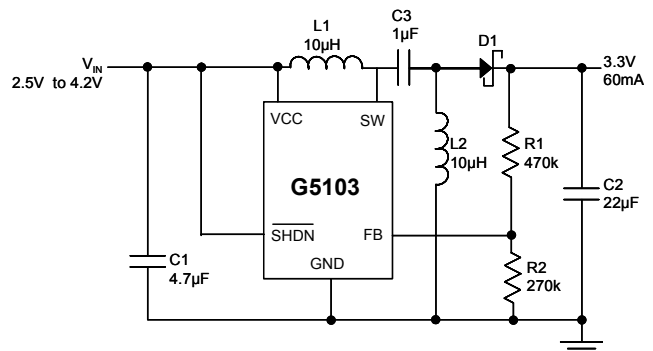 C3
1µF
L1
10µH
D1
VIN
2.5V to 4.2V
3.3V
60mA
VCC
SW
L2
10µH
R1
470k
G5103
C2
22µF
SHDN
FB
C1
4.7µF
GND
R2
270k